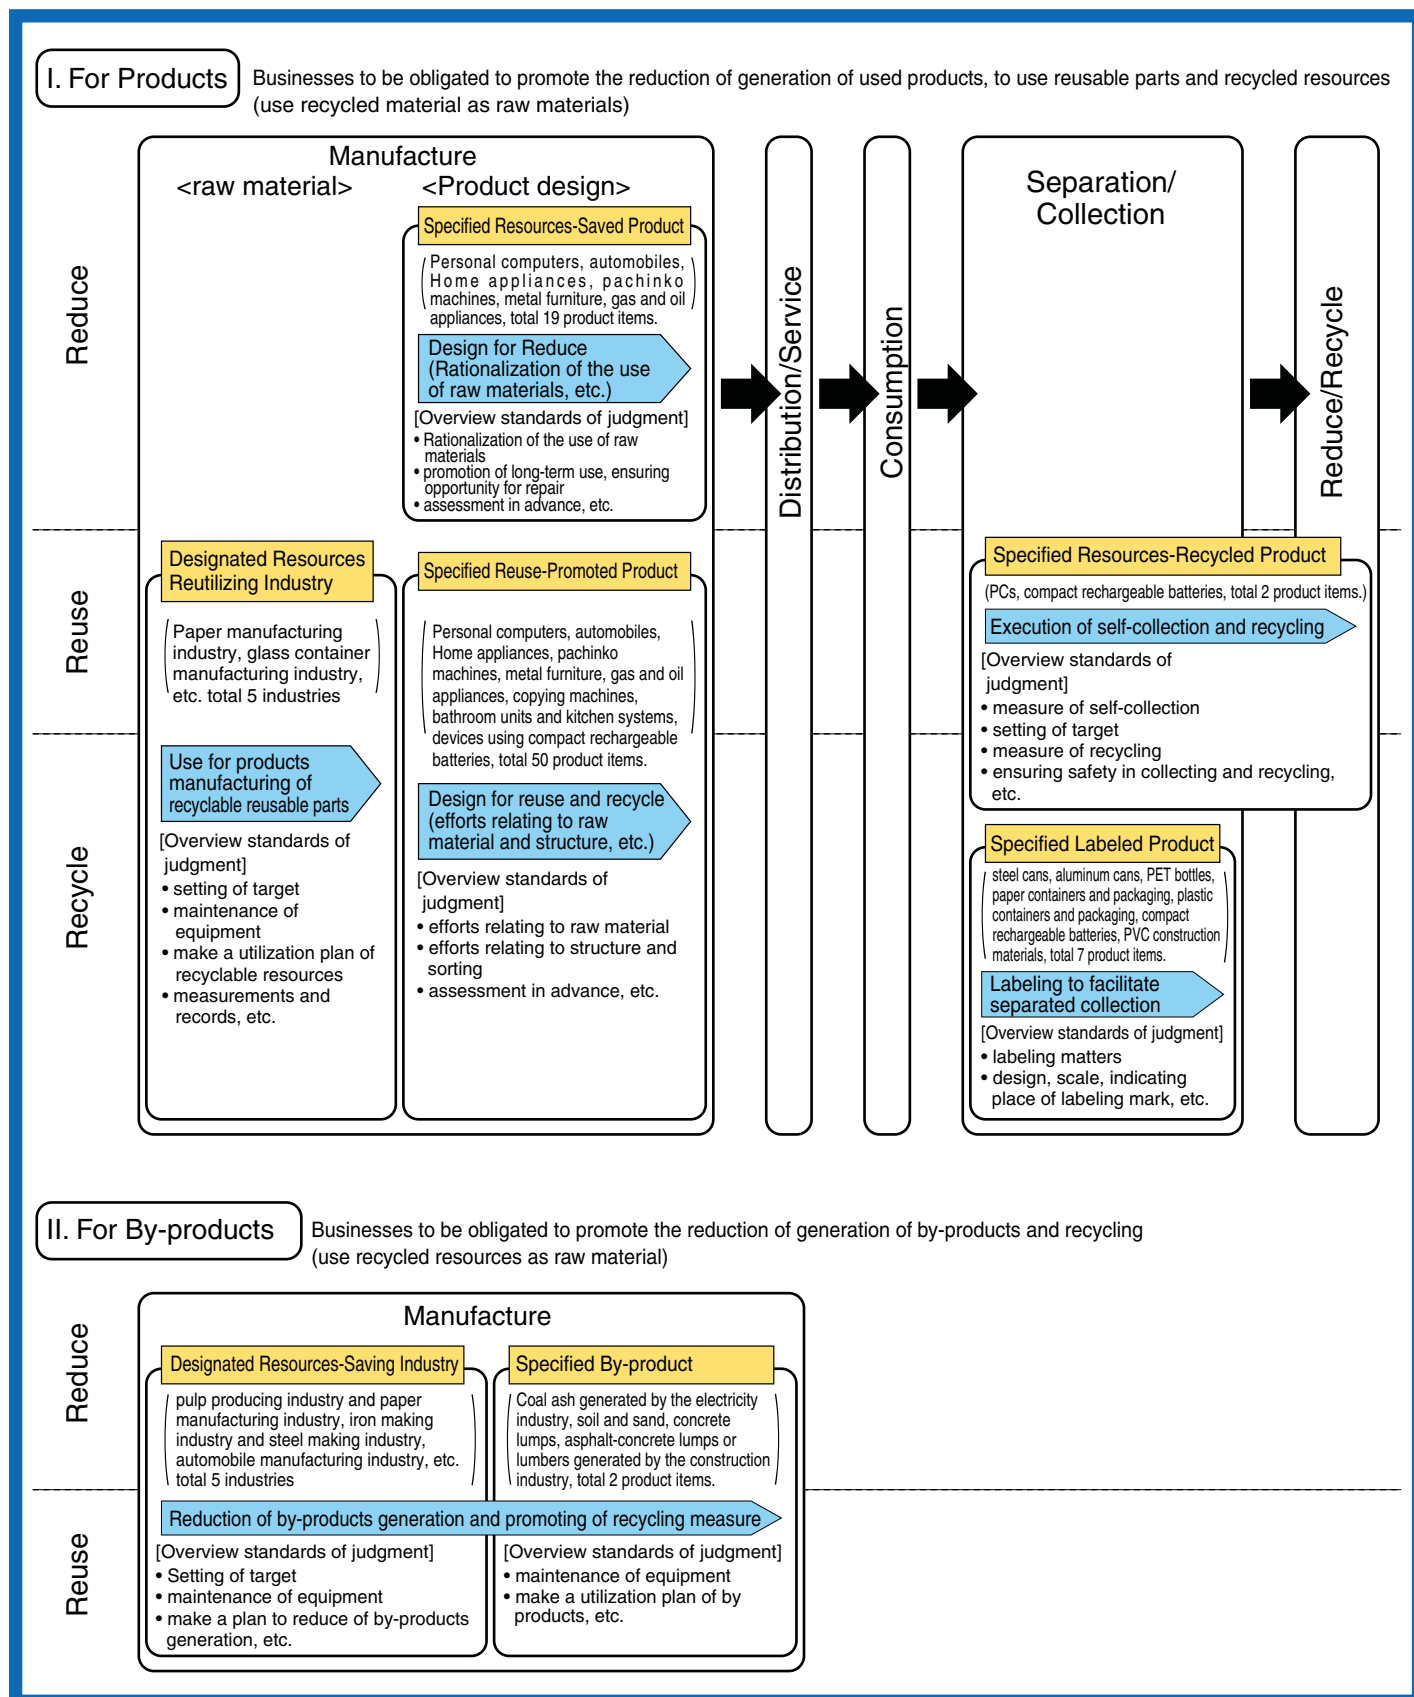 I. For Products
Businesses to be obligated to promote the reduction of generation of used products, to use reusable parts and recycled resources
(use recycled material as raw materials)
Manufacture
<raw material>
<Product design>
Reduce
Specified Resources-Saved Product
Personal computers, automobiles,
Home appliances, pachinko
machines, metal furniture, gas and oil
appliances, total 19 product items.
Design for Reduce
(Rationalization of the use
of raw materials, etc.)
[Overview standards of judgment]
• Rationalization of the use of raw
materials
• promotion of long-term use, ensuring
opportunity for repair
• assessment in advance, etc.
Distribution/Service
Consumption
Separation/
Collection
Reduce/Recycle
Reuse
Recycle
Designated Resources
Reutilizing Industry
(Paper manufacturing
industry, glass container
manufacturing industry,
etc. total 5 industries)
Use for products
manufacturing of
recyclable reusable parts
[Overview standards of
judgment]
• setting of target
• maintenance of
equipment
• make a utilization plan of
recyclable resources
• measurements and
records, etc.
Specified Reuse-Promoted Product
(Personal computers, automobiles,
Home appliances, pachinko
machines, metal furniture, gas and oil
appliances, copying machines,
bathroom units and kitchen systems,
devices using compact rechargeable
batteries, total 50 product items.)
Design for reuse and recycle
(efforts relating to raw
material and structure, etc.)
[Overview standards of
judgment]
• efforts relating to raw material
• efforts relating to structure and
sorting
• assessment in advance, etc.
Specified Resources-Recycled Product
(PCs, compact rechargeable batteries, total 2 product items.)
Execution of self-collection and recycling
[Overview standards of
judgment]
• measure of self-collection
• setting of target
• measure of recycling
• ensuring safety in collecting and recycling,
etc.
Specified Labeled Product
(steel cans, aluminum cans, PET bottles,
paper containers and packaging, plastic
containers and packaging, compact
rechargeable batteries, PVC construction
materials, total 7 product items.)
Labeling to facilitate
separated collection
[Overview standards of judgment]
• labeling matters
• design, scale, indicating
place of labeling mark, etc.
II. For By-products
Businesses to be obligated to promote the reduction of generation of by-products and recycling
(use recycled resources as raw material)
Manufacture
Reduce
Reuse
Designated Resources-Saving Industry
(pulp producing industry and paper
manufacturing industry, iron making
industry and steel making industry,
automobile manufacturing industry, etc.
total 5 industries)
Specified By-product
(Coal ash generated by the electricity
industry, soil and sand, concrete
lumps, asphalt-concrete lumps or
lumbers generated by the construction
industry, total 2 product items.)
Reduction of by-products generation and promoting of recycling measure
[Overview standards of judgment]
• Setting of target
• maintenance of equipment
• make a plan to reduce of by-products
generation, etc.
[Overview standards of judgment]
• maintenance of equipment
• make a utilization plan of by
products, etc.